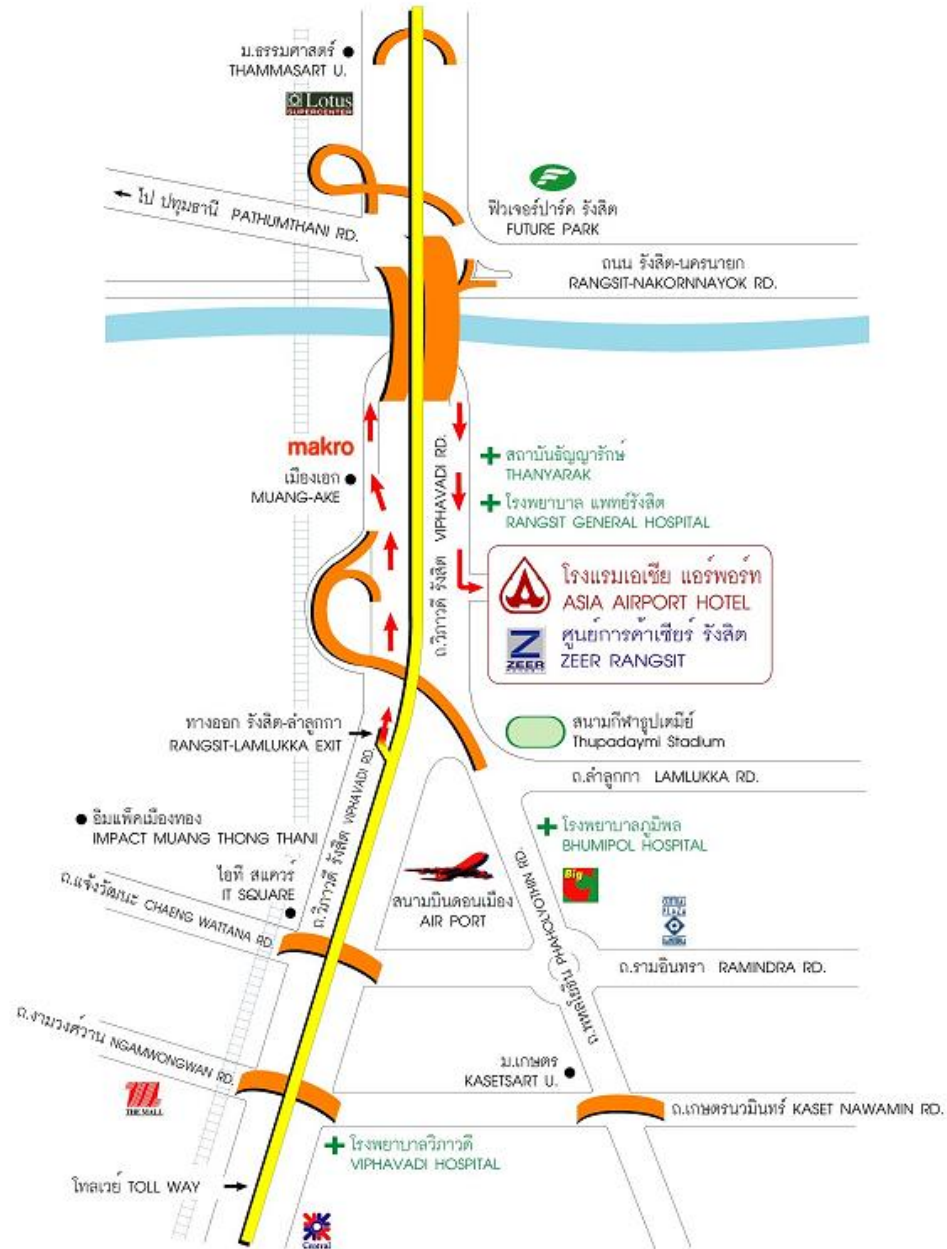 ม.ธรรมศาสตร์
THAMMASART U.
Lotus
SUPERCENTER
← ไป ปทุมธานี PATHUMTHANI RD.
ฟิวเจอร์ปาร์ค รังสิต
FUTURE PARK
ถนน รังสิต-นครนายก
RANGSIT-NAKORNNAYOK RD.
makro
เมืองเอก
MUANG-AKE
ถ.วิภาวดี รังสิต VIPHAVADI RD.
สถาบันธัญญารักษ์
THANYARAK
โรงพยาบาล แพทย์รังสิต
RANGSIT GENERAL HOSPITAL
โรงแรมเอเชีย แอร์พอร์ท
ASIA AIRPORT HOTEL
Z
ZEER
ศูนย์การค้าเซียร์ รังสิต
ZEER RANGSIT
ทางออก รังสิต-ลำลูกกา
RANGSIT-LAMLUKKA EXIT
สนามกีฬาธูปเตมีย์
Thupadaymi Stadium
ถ.ลำลูกกา LAMLUKKA RD.
ถ.วิภาวดี รังสิต VIPHAVADI RD.
อิมแพ็คเมืองทอง
IMPACT MUANG THONG THANI
โรงพยาบาลภูมิพล
BHUMIPOL HOSPITAL
ไอที สแควร์
IT SQUARE
Big
สนามบินดอนเมือง
AIR PORT
ถ.แจ้งวัฒนะ CHAENG WATTANA RD.
ถ.พหลโยธิน PHAHOLYOTHIN RD.
ถ.รามอินทรา RAMINDRA RD.
ถ.งามวงศ์วาน NGAMWONGWAN RD.
ม.เกษตร
KASETSART U.
THE MALL
ถ.เกษตรนวมินทร์ KASET NAWAMIN RD.
โรงพยาบาลวิภาวดี
VIPHAVADI HOSPITAL
โทลเวย์ TOLL WAY
Central